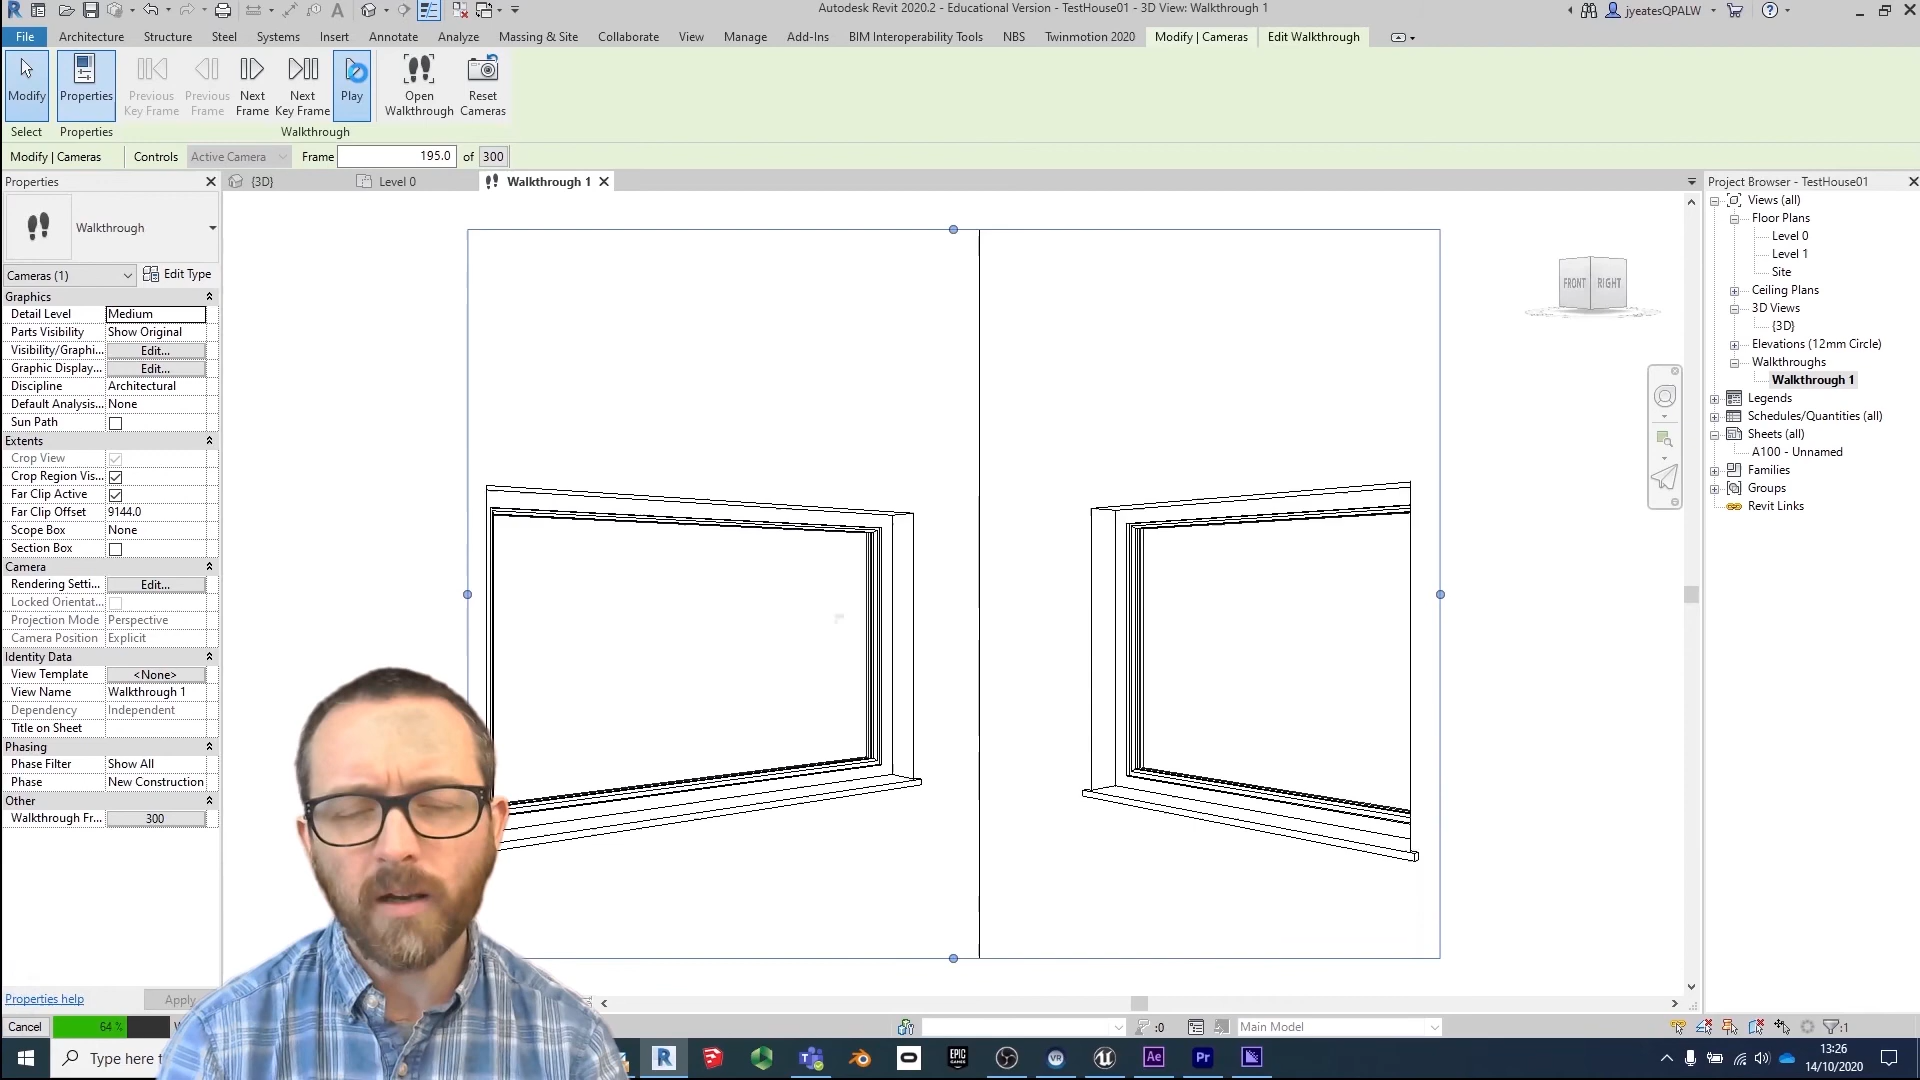 Autodesk Revit 2020.2 - Educational Version - TestHouse01 - 3D View: Walkthrough 1
jyeatesQPALW
File Architecture Structure Steel Systems Insert Annotate Analyze Massing & Site Collaborate View Manage Add-Ins BIM Interoperability Tools NBS Twinmotion 2020 Modify | Cameras Edit Walkthrough
Modify Properties Previous Key Frame Previous Frame Next Frame Next Key Frame Play Open Walkthrough Reset Cameras
Select Properties Walkthrough
Modify | Cameras Controls Active Camera Frame 195.0 of 300
Properties
{3D} Level 0 Walkthrough 1
Project Browser - TestHouse01
Walkthrough
Cameras (1) Edit Type
Graphics
Detail Level Medium
Parts Visibility Show Original
Visibility/Graphi... Edit...
Graphic Display... Edit...
Discipline Architectural
Default Analysis... None
Sun Path
Extents
Crop View
Crop Region Vis...
Far Clip Active
Far Clip Offset 9144.0
Scope Box None
Section Box
Camera
Rendering Setti... Edit...
Locked Orientat...
Projection Mode Perspective
Camera Position Explicit
Identity Data
View Template <None>
View Name Walkthrough 1
Dependency Independent
Title on Sheet
Phasing
Phase Filter Show All
Phase New Construction
Other
Walkthrough Fr... 300
Properties help Apply
FRONT RIGHT
Views (all)
Floor Plans
Level 0
Level 1
Site
Ceiling Plans
3D Views
{3D}
Elevations (12mm Circle)
Walkthroughs
Walkthrough 1
Legends
Schedules/Quantities (all)
Sheets (all)
A100 - Unnamed
Families
Groups
Revit Links
Cancel 64 % :0 Main Model :1
Type here t
EPIC GAMES VR Ae Pr
13:26
14/10/2020